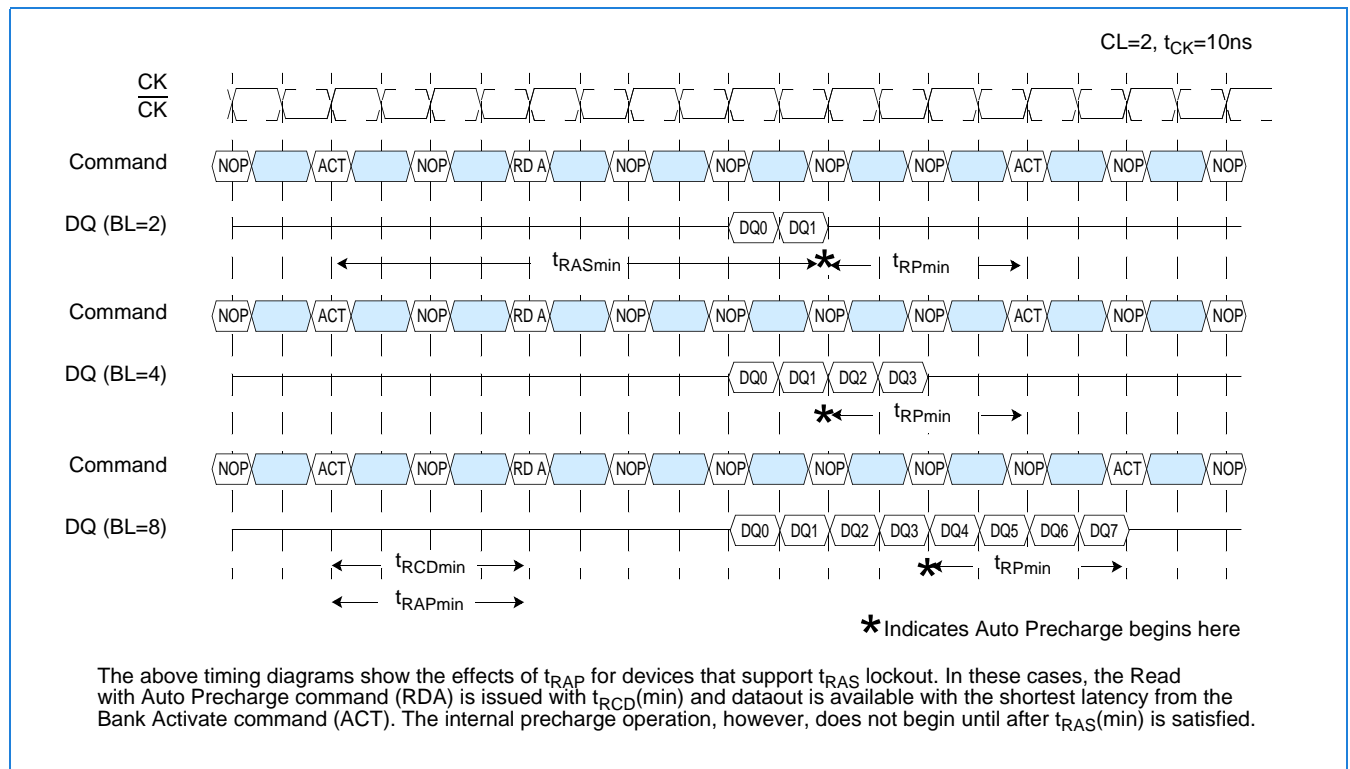 CL=2, tCK=10ns
CK
CK
Command
NOP ACT NOP RD A NOP NOP NOP NOP ACT NOP NOP
DQ (BL=2)
DQ0 DQ1
tRASmin * tRPmin
Command
NOP ACT NOP RD A NOP NOP NOP NOP ACT NOP NOP
DQ (BL=4)
DQ0 DQ1 DQ2 DQ3
* tRPmin
Command
NOP ACT NOP RD A NOP NOP NOP NOP NOP ACT NOP
DQ (BL=8)
DQ0 DQ1 DQ2 DQ3 DQ4 DQ5 DQ6 DQ7
tRCDmin * tRPmin
tRAPmin
* Indicates Auto Precharge begins here
The above timing diagrams show the effects of tRAP for devices that support tRAS lockout. In these cases, the Read
with Auto Precharge command (RDA) is issued with tRCD(min) and dataout is available with the shortest latency from the
Bank Activate command (ACT). The internal precharge operation, however, does not begin until after tRAS(min) is satisfied.